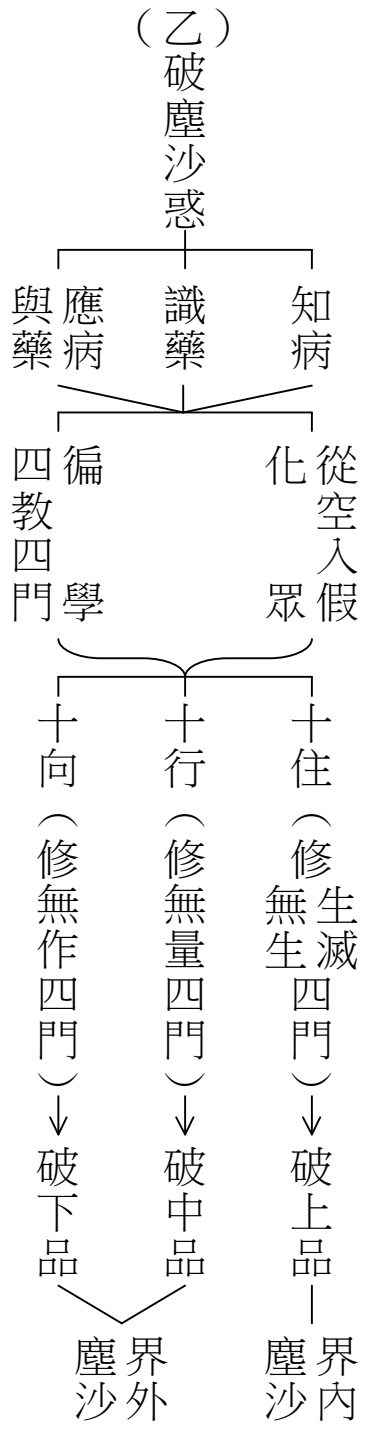 （乙）破塵沙惑
知病
識藥
應病
與藥
從空入假
化眾
徧學
四教四門
十住（修生滅無生四門）→破上品
界內
塵沙
十行（修無量四門）→破中品
十向（修無作四門）→破下品
界外
塵沙